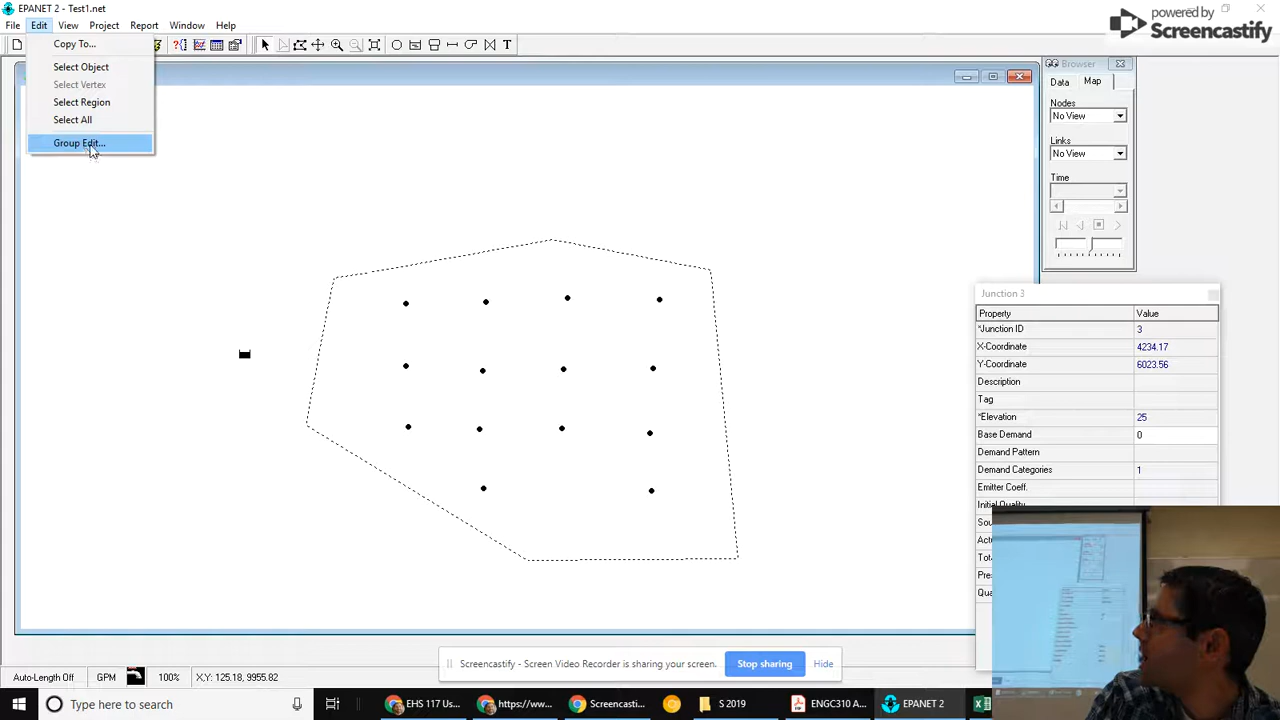 EPANET 2 - Test1.net
powered by
Screencastify
File Edit View Project Report Window Help
Copy To...
Select Object
Select Vertex
Select Region
Select All
Group Edit...
Browser
Data Map
Nodes
No View
Links
No View
Time
Junction 3
Property Value
*Junction ID 3
X-Coordinate 4234.17
Y-Coordinate 6023.56
Description
Tag
*Elevation 25
Base Demand 0
Demand Pattern
Demand Categories 1
Emitter Coeff.
Initial Quality
Screencastify - Screen Video Recorder is sharing your screen. Stop sharing Hide
Auto-Length Off GPM 100% X,Y: 125.18, 9955.82
Type here to search
EHS 117 Us...
https://ww...
Screencasti...
S 2019
ENGC310 A...
EPANET 2